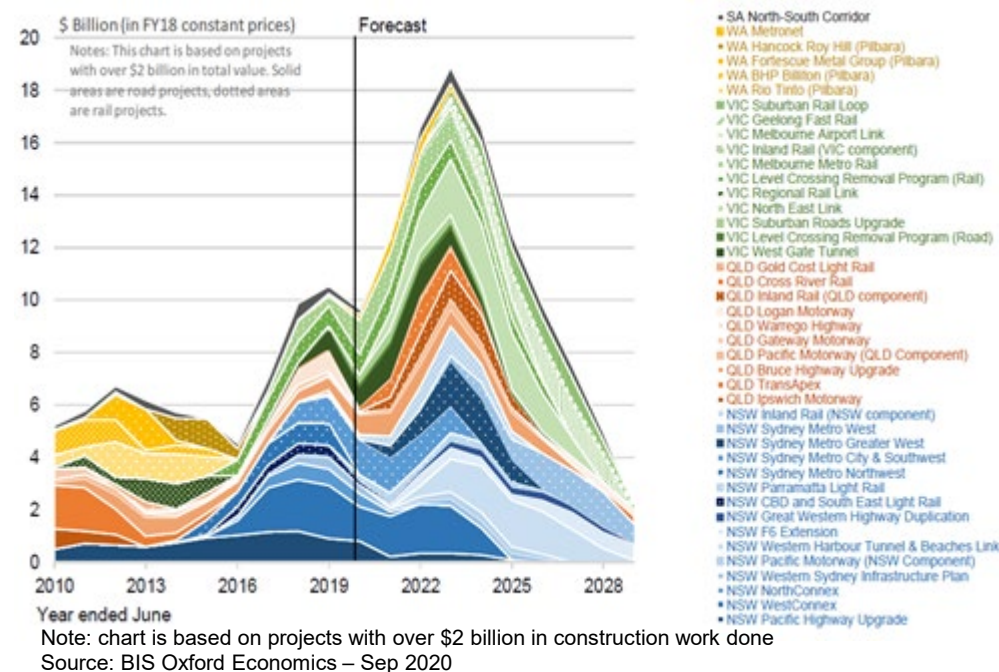 $ Billion (in FY18 constant prices)
Forecast
Notes: This chart is based on projects
with over $2 billion in total value. Solid
areas are road projects, dotted areas
are rail projects.
20
18
16
14
12
10
8
6
4
2
0
2010 2013 2016 2019 2022 2025 2028
Year ended June
SA North-South Corridor
WA Metronet
WA Hancock Roy Hill (Pilbara)
WA Fortescue Metal Group (Pilbara)
WA BHP Billiton (Pilbara)
WA Rio Tinto (Pilbara)
VIC Suburban Rail Loop
VIC Geelong Fast Rail
VIC Melbourne Airport Link
VIC Inland Rail (VIC component)
VIC Melbourne Metro Rail
VIC Level Crossing Removal Program (Rail)
VIC Regional Rail Link
VIC North East Link
VIC Suburban Roads Upgrade
VIC Level Crossing Removal Program (Road)
VIC West Gate Tunnel
QLD Gold Cost Light Rail
QLD Cross River Rail
QLD Inland Rail (QLD component)
QLD Logan Motorway
QLD Warrego Highway
QLD Gateway Motorway
QLD Pacific Motorway (QLD Component)
QLD Bruce Highway Upgrade
QLD TransApex
QLD Ipswich Motorway
NSW Inland Rail (NSW component)
NSW Sydney Metro West
NSW Sydney Metro Greater West
NSW Sydney Metro City & Southwest
NSW Sydney Metro Northwest
NSW Parramatta Light Rail
NSW CBD and South East Light Rail
NSW Great Western Highway Duplication
NSW F6 Extension
NSW Western Harbour Tunnel & Beaches Link
NSW Pacific Motorway (NSW Component)
NSW Western Sydney Infrastructure Plan
NSW NorthConnex
NSW WestConnex
NSW Pacific Highway Upgrade
Note: chart is based on projects with over $2 billion in construction work done
Source: BIS Oxford Economics – Sep 2020